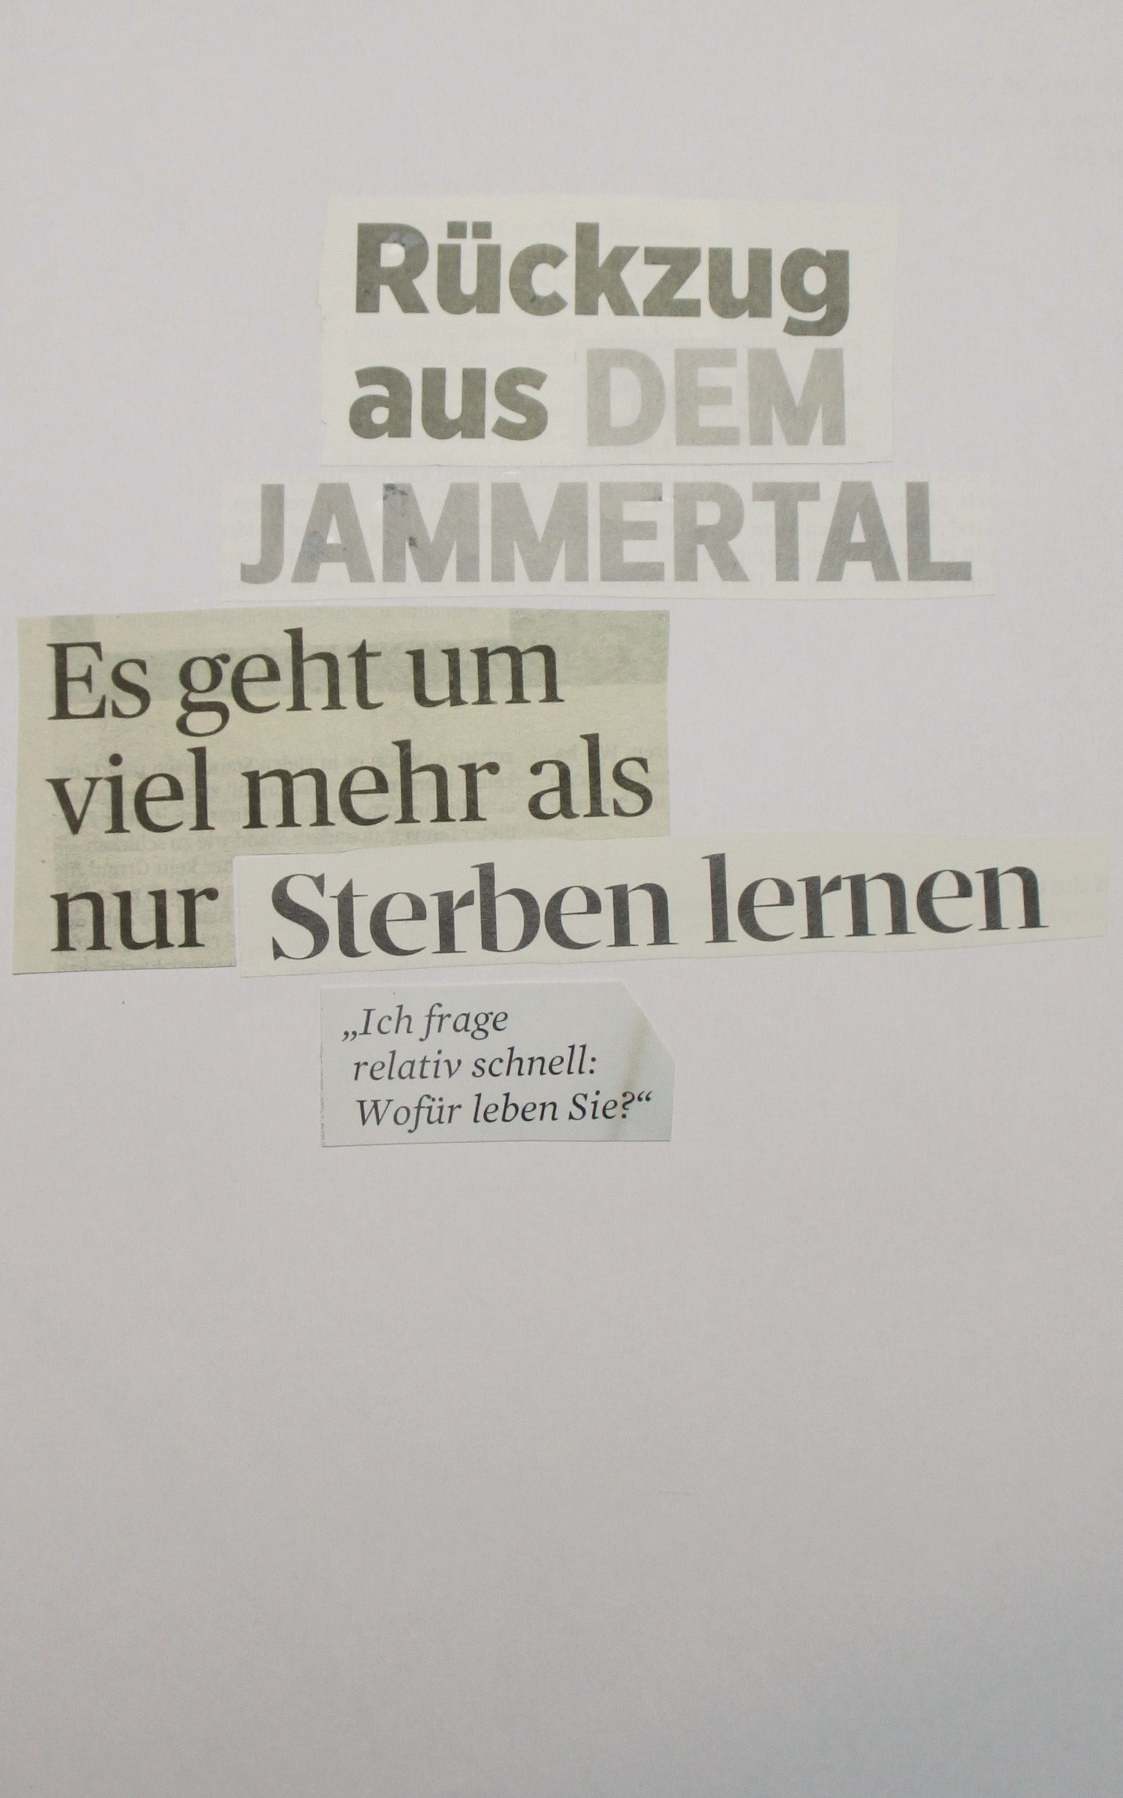 Rückzug
aus DEM
JAMMERTAL
Es geht um
viel mehr als
nur Sterben lernen
„Ich frage
relativ schnell:
Wofür leben Sie?“